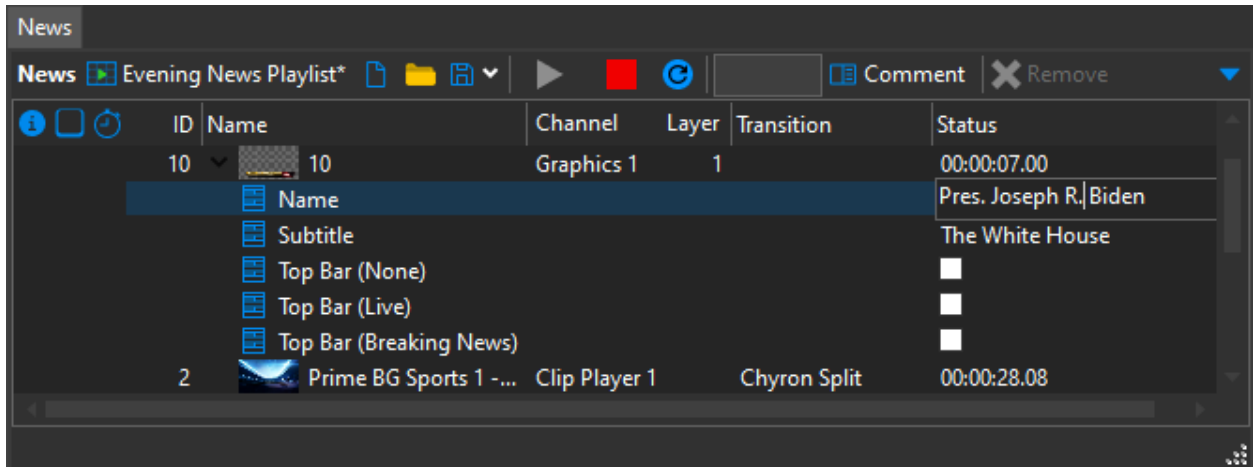 News
News Evening News Playlist* Comment Remove
ID Name Channel Layer Transition Status
10 10 Graphics 1 1 00:00:07.00
Name Pres. Joseph R. Biden
Subtitle The White House
Top Bar (None)
Top Bar (Live)
Top Bar (Breaking News)
2 Prime BG Sports 1 -... Clip Player 1 Chyron Split 00:00:28.08